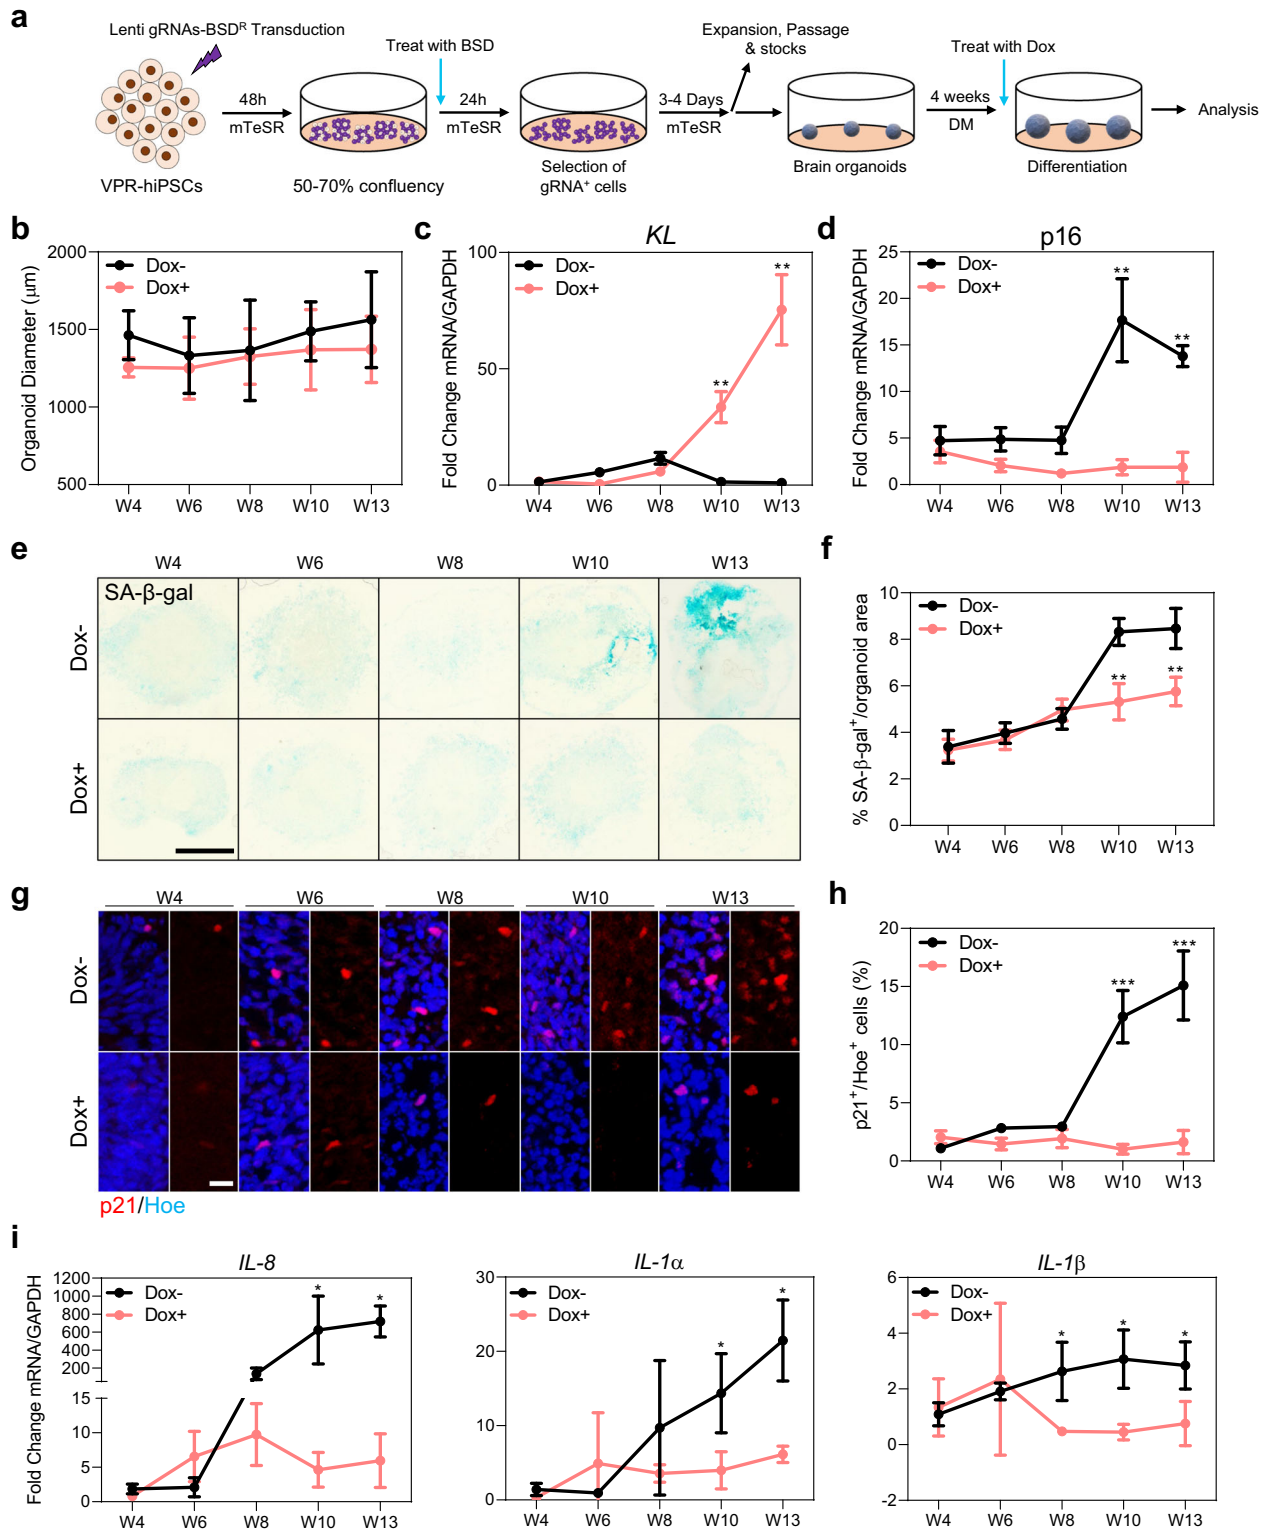 a
Lenti gRNAs-BSDᴿ Transduction
Treat with BSD
Expansion, Passage
& stocks
Treat with Dox
48h
mTeSR
24h
mTeSR
3-4 Days
mTeSR
4 weeks
DM
Analysis
VPR-hiPSCs
50-70% confluency
Selection of
gRNA⁺ cells
Brain organoids
Differentiation
b
Organoid Diameter (μm)
2000
1500
1000
500
Dox-
Dox+
W4 W6 W8 W10 W13
c
KL
Fold Change mRNA/GAPDH
100
50
0
Dox-
Dox+
**
**
W4 W6 W8 W10 W13
d
p16
Fold Change mRNA/GAPDH
25
20
15
10
5
0
Dox-
Dox+
**
**
W4 W6 W8 W10 W13
e
W4 W6 W8 W10 W13
SA-β-gal
Dox-
Dox+
f
% SA-β-gal⁺/organoid area
10
8
6
4
2
0
Dox-
Dox+
**
**
W4 W6 W8 W10 W13
g
W4 W6 W8 W10 W13
Dox-
Dox+
p21/Hoe
h
p21⁺/Hoe⁺ cells (%)
20
15
10
5
0
Dox-
Dox+
***
***
W4 W6 W8 W10 W13
i
IL-8
Fold Change mRNA/GAPDH
1200
1000
800
600
400
200
15
10
5
0
Dox-
Dox+
*
*
W4 W6 W8 W10 W13
IL-1α
30
20
10
0
Dox-
Dox+
*
*
W4 W6 W8 W10 W13
IL-1β
6
4
2
0
-2
Dox-
Dox+
*
*
*
W4 W6 W8 W10 W13